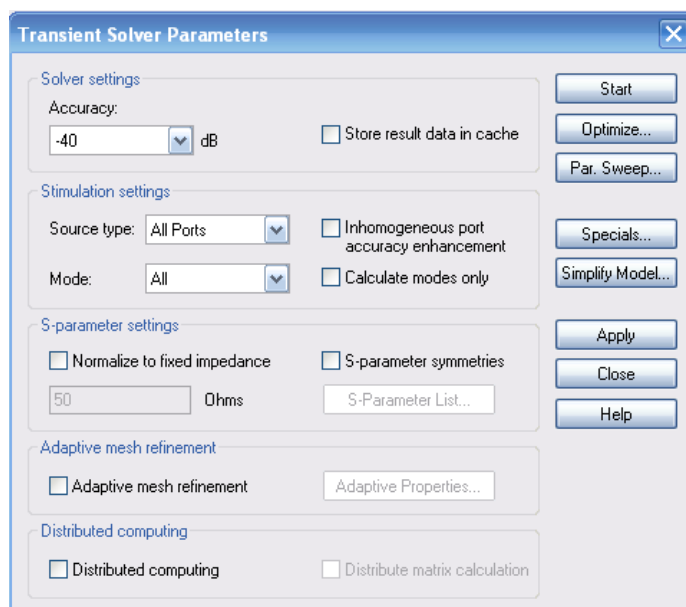 Transient Solver Parameters
Solver settings
Accuracy:
-40 dB
Store result data in cache
Start
Optimize...
Par. Sweep...
Stimulation settings
Source type: All Ports
Inhomogeneous port
accuracy enhancement
Mode: All
Calculate modes only
Specials...
Simplify Model...
S-parameter settings
Normalize to fixed impedance
S-parameter symmetries
50 Ohms
S-Parameter List...
Apply
Close
Help
Adaptive mesh refinement
Adaptive mesh refinement
Adaptive Properties...
Distributed computing
Distributed computing
Distribute matrix calculation